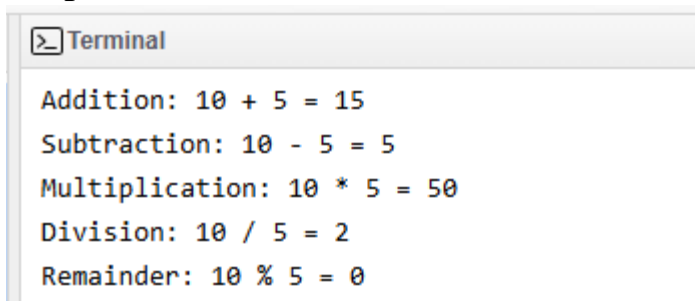 Terminal
Addition: 10 + 5 = 15
Subtraction: 10 - 5 = 5
Multiplication: 10 * 5 = 50
Division: 10 / 5 = 2
Remainder: 10 % 5 = 0